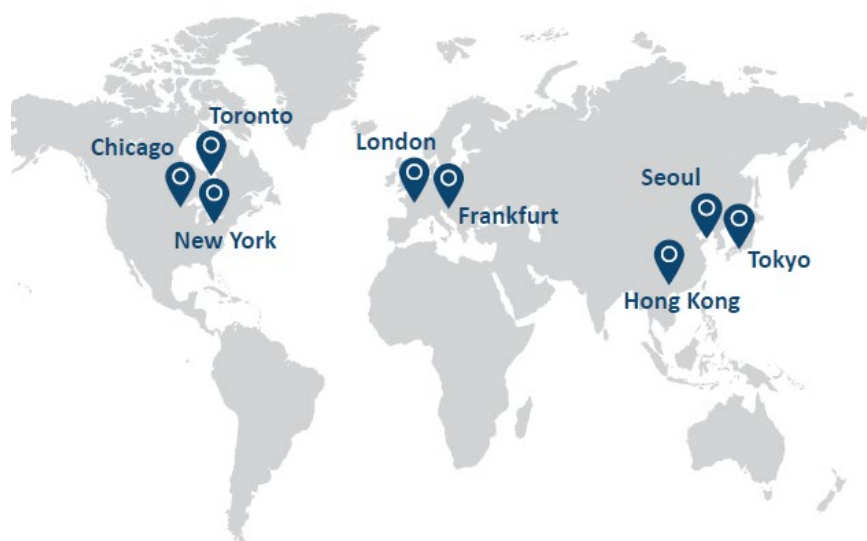 Toronto
Chicago
New York
London
Frankfurt
Seoul
Tokyo
Hong Kong